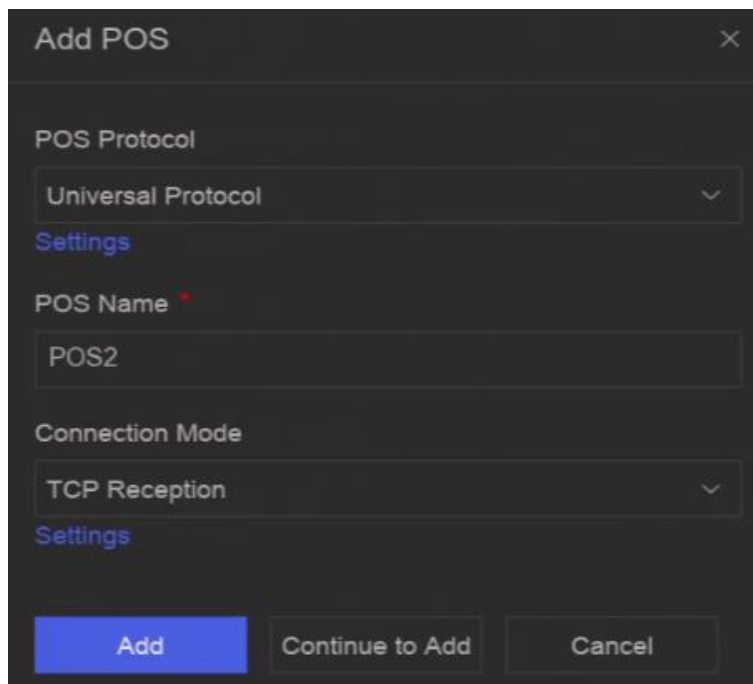 Add POS
POS Protocol
Universal Protocol
Settings
POS Name *
POS2
Connection Mode
TCP Reception
Settings
Add Continue to Add Cancel